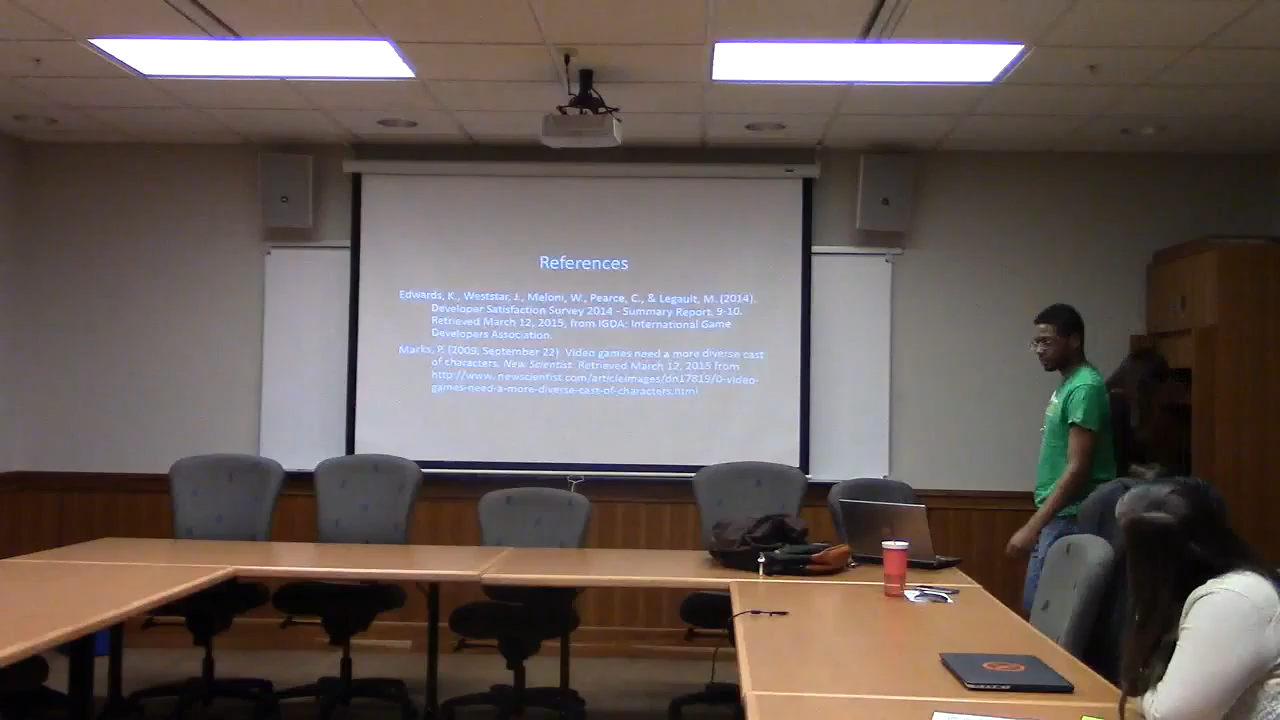 References
Edwards, K., Weststar, J., Meloni, W., Pearce, C., & Legault, M. (2014).
Developer Satisfaction Survey 2014 - Summary Report, 9-10.
Retrieved March 12, 2015, from IGDA: International Game
Developers Association.
Marks, P. (2009, September 22). Video games need a more diverse cast
of characters. New Scientist. Retrieved March 12, 2015 from
http://www.newscientist.com/articleimages/dn17819/0-video-
games-need-a-more-diverse-cast-of-characters.html